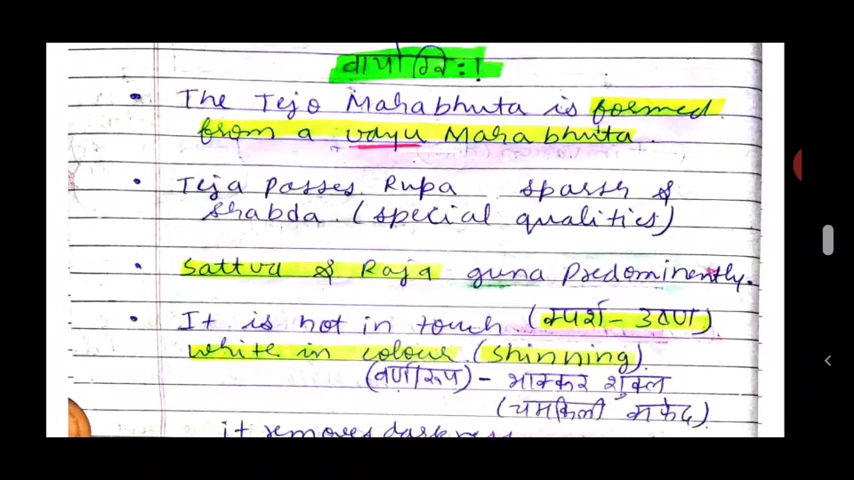 वायोग्निः!
• The Tejo Mahabhuta is formed
from a vayu Mahabhuta.
• Teja posses Rupa sparsh &
Shabda. (special qualities)
• Sattva & Raja guna Predominently.
• It is hot in touch (स्पर्श - उष्ण)
white in colour (shinning)
(वर्ण/रूप) - भास्कर शुक्ल
(चमकिली सफेद)
it removes darkness